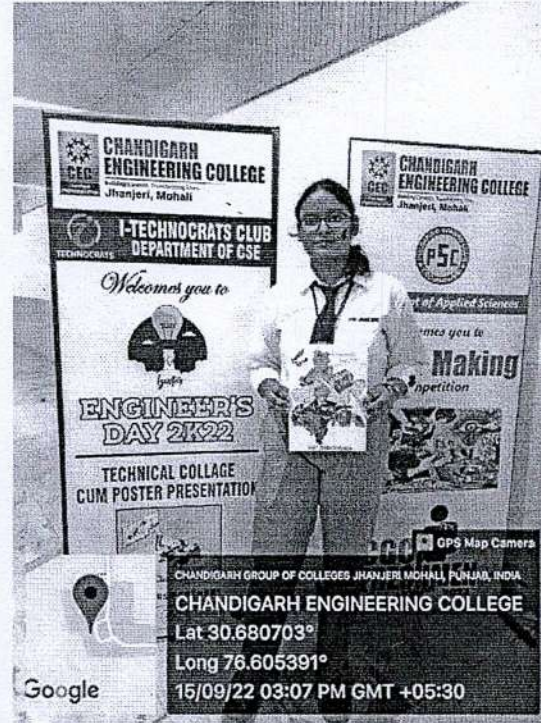 CEC
CHANDIGARH
ENGINEERING COLLEGE
Jhanjeri, Mohali
TECHNOCRATS
I-TECHNOCRATS CLUB
DEPARTMENT OF CSE
Welcomes you to
ENGINEER'S
DAY 2K22
TECHNICAL COLLAGE
CUM POSTER PRESENTATION
CEC
CHANDIGARH
ENGINEERING COLLEGE
Jhanjeri, Mohali
PSC
of Applied Sciences
you to
Making
GPS Map Camera
CHANDIGARH GROUP OF COLLEGES JHANJERI MOHALI, PUNJAB, INDIA
CHANDIGARH ENGINEERING COLLEGE
Lat 30.680703°
Long 76.605391°
15/09/22 03:07 PM GMT +05:30
Google